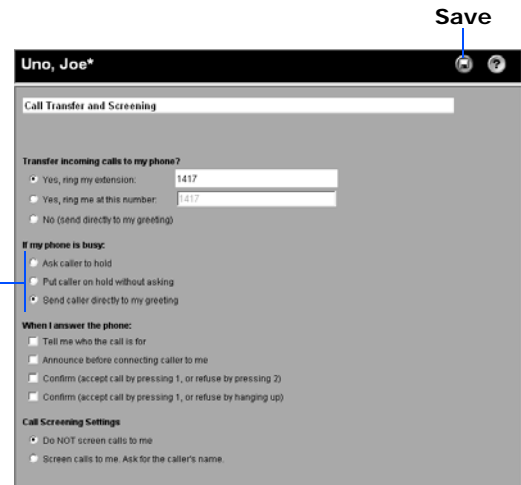 Save
Uno, Joe*
?
Call Transfer and Screening
Transfer incoming calls to my phone?
Yes, ring my extension: 1417
Yes, ring me at this number: 1417
No (send directly to my greeting)
If my phone is busy:
Ask caller to hold
Put caller on hold without asking
Send caller directly to my greeting
When I answer the phone:
Tell me who the call is for
Announce before connecting caller to me
Confirm (accept call by pressing 1, or refuse by pressing 2)
Confirm (accept call by pressing 1, or refuse by hanging up)
Call Screening Settings
Do NOT screen calls to me
Screen calls to me. Ask for the caller's name.